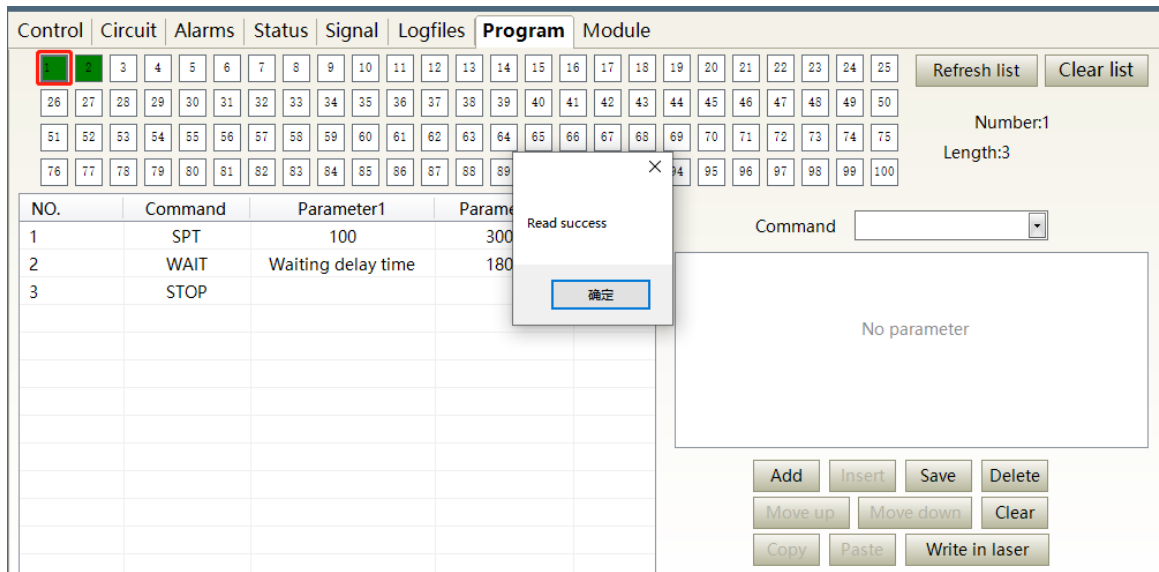 Control Circuit Alarms Status Signal Logfiles Program Module
1 2 3 4 5 6 7 8 9 10 11 12 13 14 15 16 17 18 19 20 21 22 23 24 25 Refresh list Clear list
26 27 28 29 30 31 32 33 34 35 36 37 38 39 40 41 42 43 44 45 46 47 48 49 50
Number:1
51 52 53 54 55 56 57 58 59 60 61 62 63 64 65 66 67 68 69 70 71 72 73 74 75
Length:3
76 77 78 79 80 81 82 83 84 85 86 87 88 89 94 95 96 97 98 99 100
NO. Command Parameter1 Parame
Read success
Command
1 SPT 100 300
2 WAIT Waiting delay time 180
3 STOP
确定
No parameter
Add Insert Save Delete
Move up Move down Clear
Copy Paste Write in laser